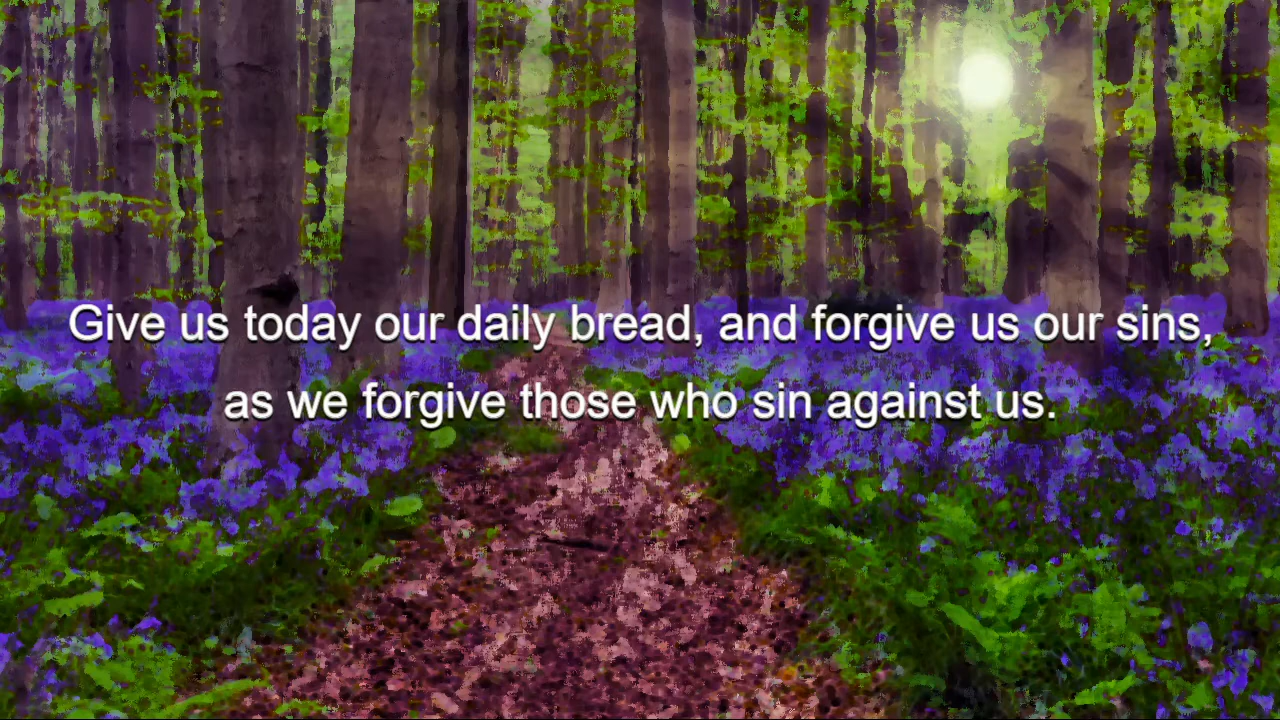 Give us today our daily bread, and forgive us our sins,
as we forgive those who sin against us.